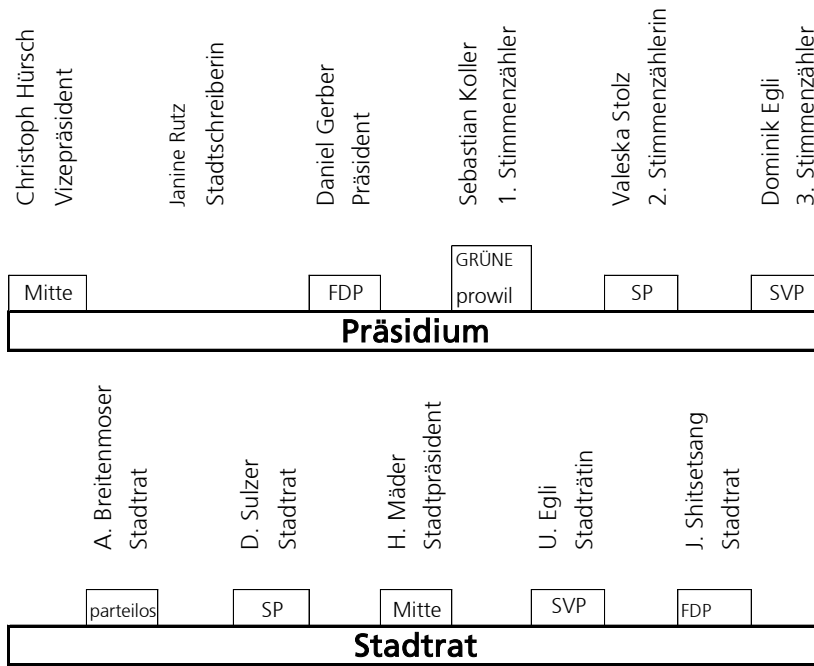 Christoph Hürsch
Vizepräsident
Janine Rutz
Stadtschreiberin
Daniel Gerber
Präsident
Sebastian Koller
1. Stimmenzähler
Valeska Stolz
2. Stimmenzählerin
Dominik Egli
3. Stimmenzähler
Mitte
FDP
GRÜNE
prowil
SP
SVP
Präsidium
A. Breitenmoser
Stadtrat
D. Sulzer
Stadtrat
H. Mäder
Stadtpräsident
U. Egli
Stadträtin
J. Shitsetsang
Stadtrat
parteilos
SP
Mitte
SVP
FDP
Stadtrat